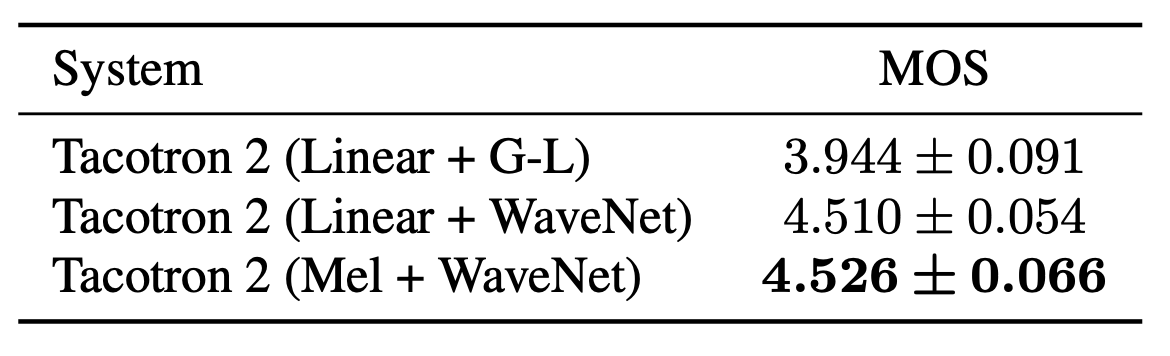 System MOS
Tacotron 2 (Linear + G-L) 3.944 ± 0.091
Tacotron 2 (Linear + WaveNet) 4.510 ± 0.054
Tacotron 2 (Mel + WaveNet) 4.526 ± 0.066